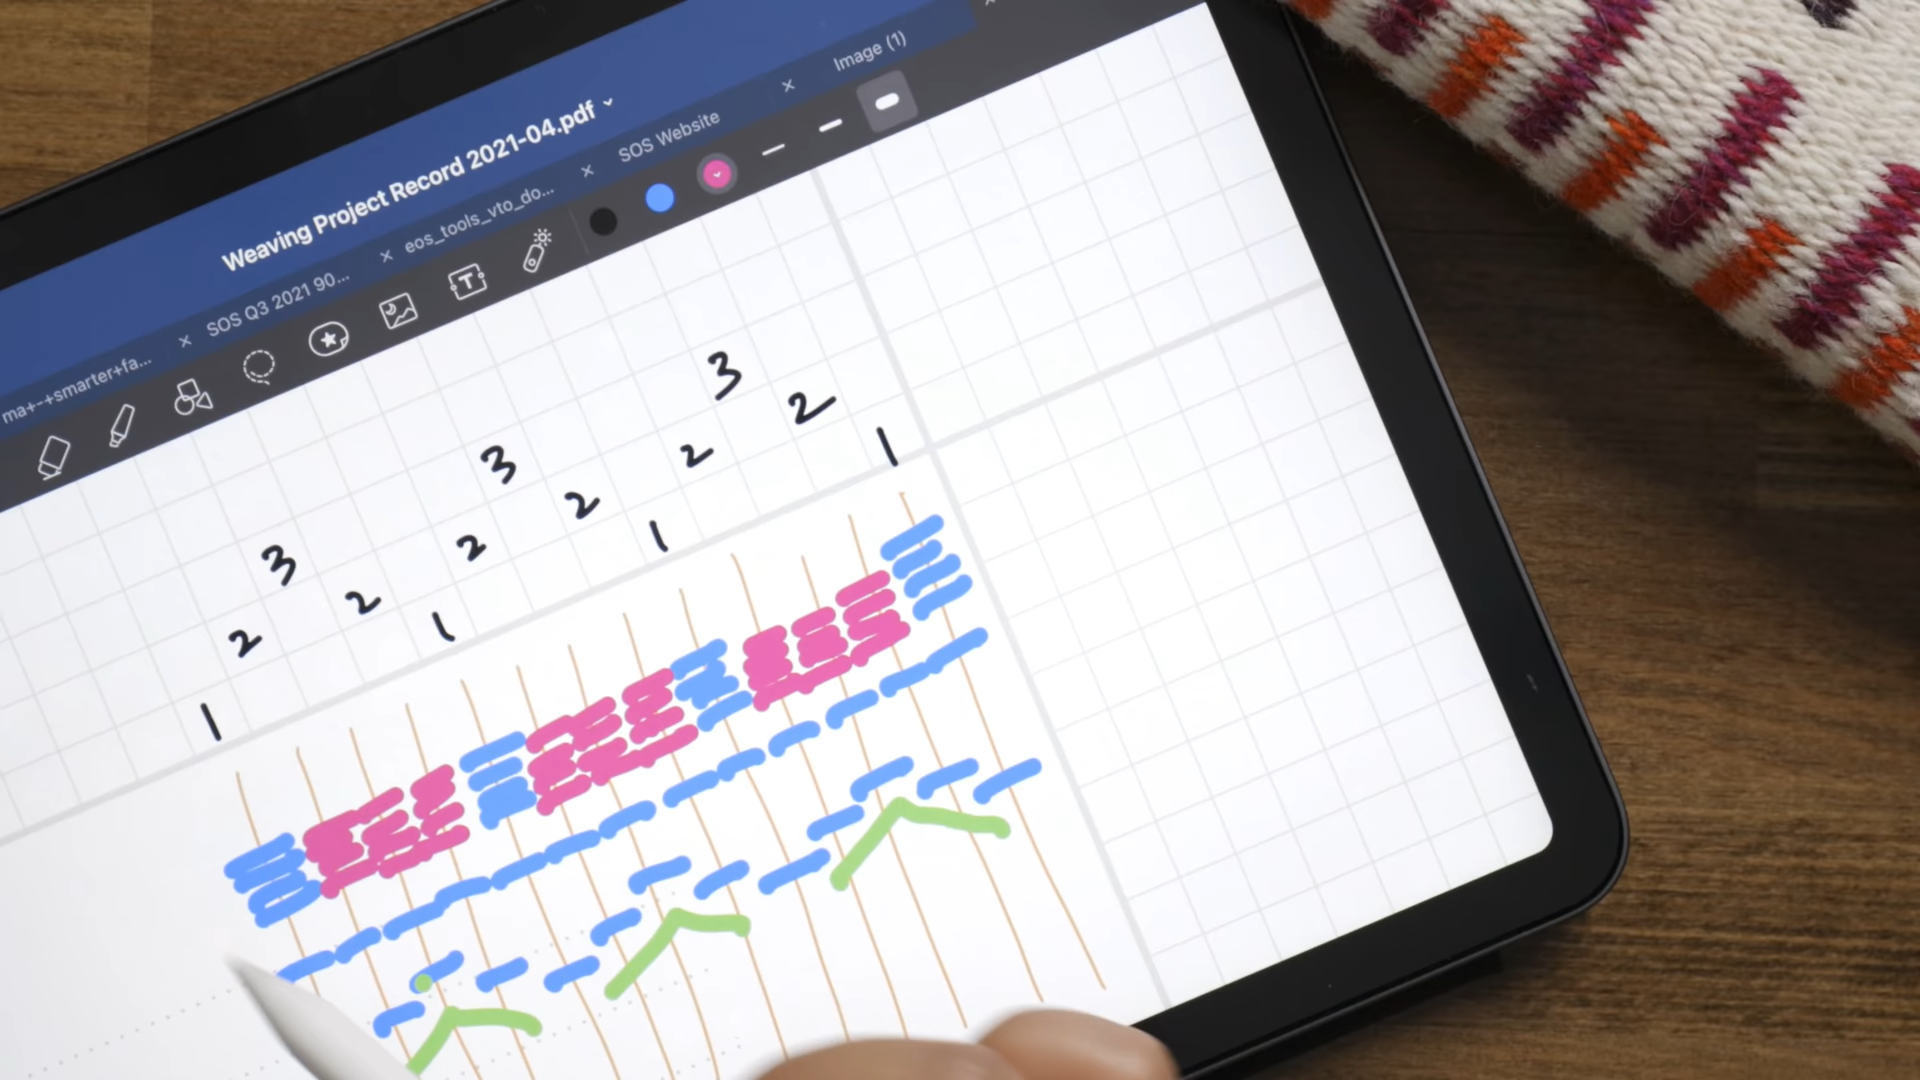 Weaving Project Record 2021-04.pdf
ma+-+smarter+fa...
SOS Q3 2021 90...
eos_tools_vto_do...
SOS Website
Image (1)
T
3 3 3
2 2 2 2 2 2
1 1 1 1